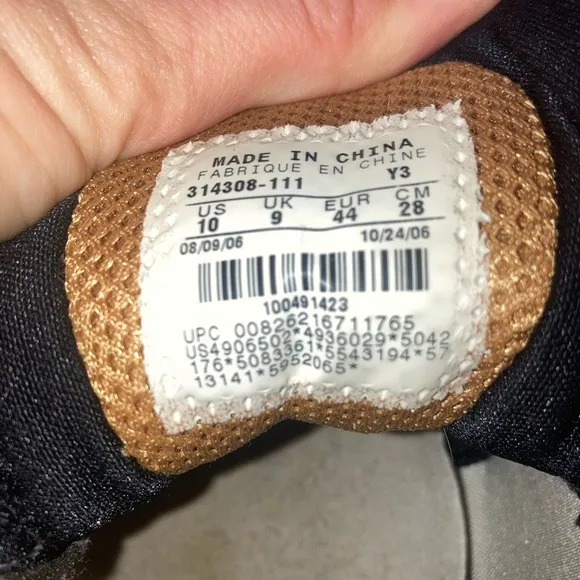 MADE IN CHINA
FABRIQUE EN CHINE
314308-111 Y3
US UK EUR CM
10 9 44 28
08/09/06 10/24/06
100491423
UPC 00826216711765
US4906502*4936029*5042
176*5083361*5543194*57
13141*5952065*